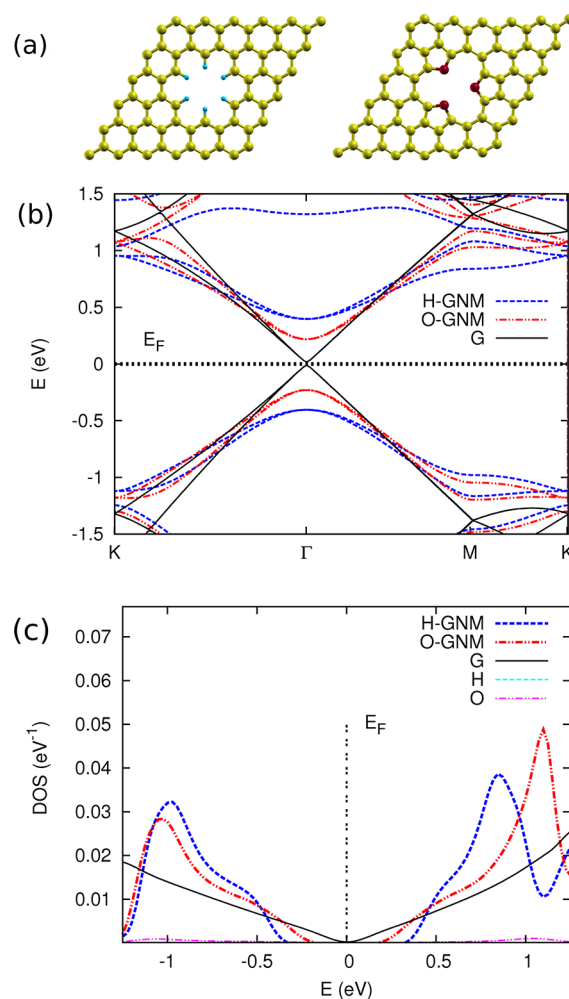 (a)
(b)
1.5
1
0.5
0
-0.5
-1
-1.5
E (eV)
E_F
H-GNM
O-GNM
G
K
Γ
M
K
(c)
0.07
0.06
0.05
0.04
0.03
0.02
0.01
DOS (eV⁻¹)
H-GNM
O-GNM
G
H
O
E_F
-1
-0.5
0
0.5
1
E (eV)